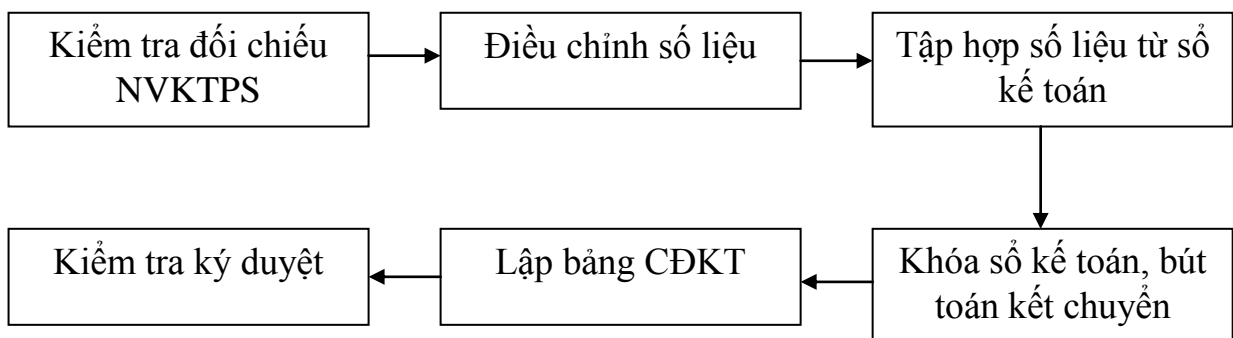 Kiểm tra đối chiếu
NVKTPS
Điều chỉnh số liệu
Tập hợp số liệu từ sổ
kế toán
Khóa sổ kế toán, bút
toán kết chuyển
Lập bảng CĐKT
Kiểm tra ký duyệt